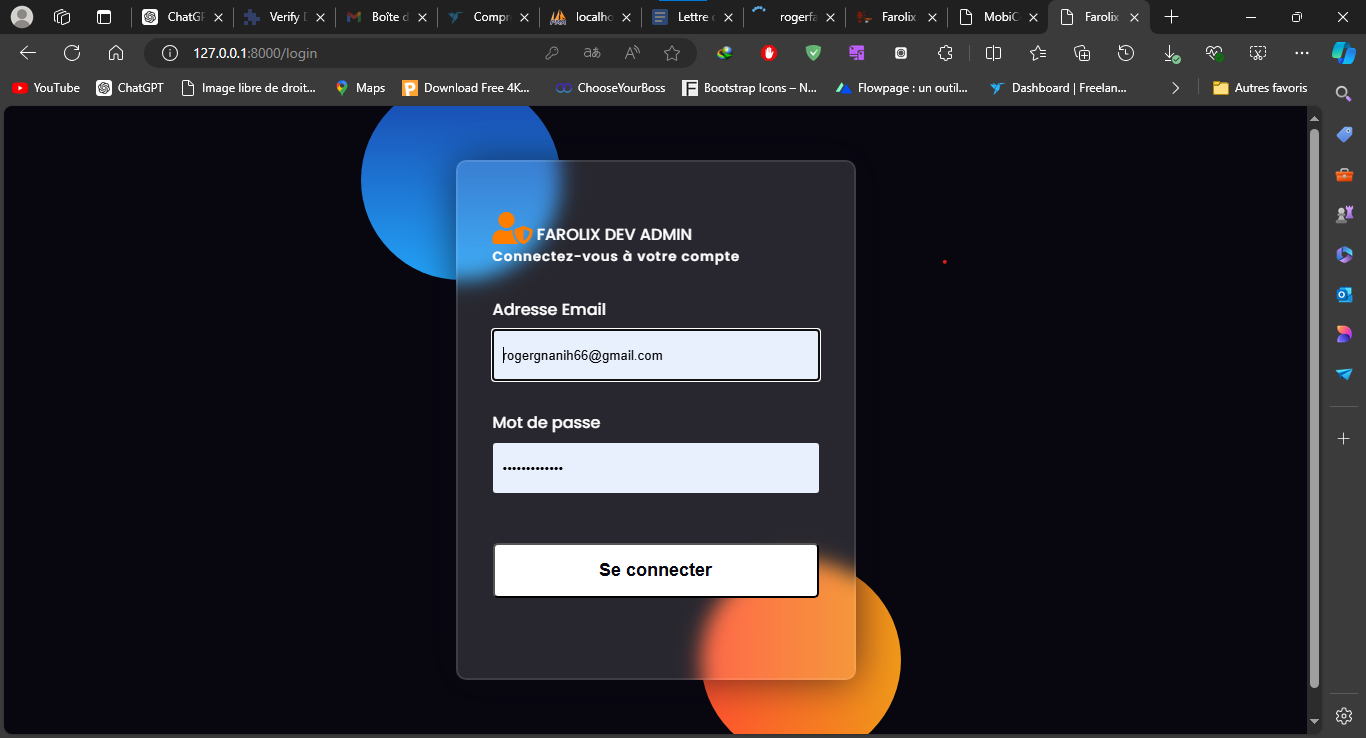 ChatGP
Verify D
Boîte d
Compr
localho
Lettre
rogerfa
Farolix
MobiC
Farolix
127.0.0.1:8000/login
YouTube
ChatGPT
Image libre de droit...
Maps
Download Free 4K...
ChooseYourBoss
Bootstrap Icons – N...
Flowpage : un outil...
Dashboard | Freelan...
Autres favoris
FAROLIX DEV ADMIN
Connectez-vous à votre compte
Adresse Email
rogergnanih66@gmail.com
Mot de passe
•••••••••••••
Se connecter